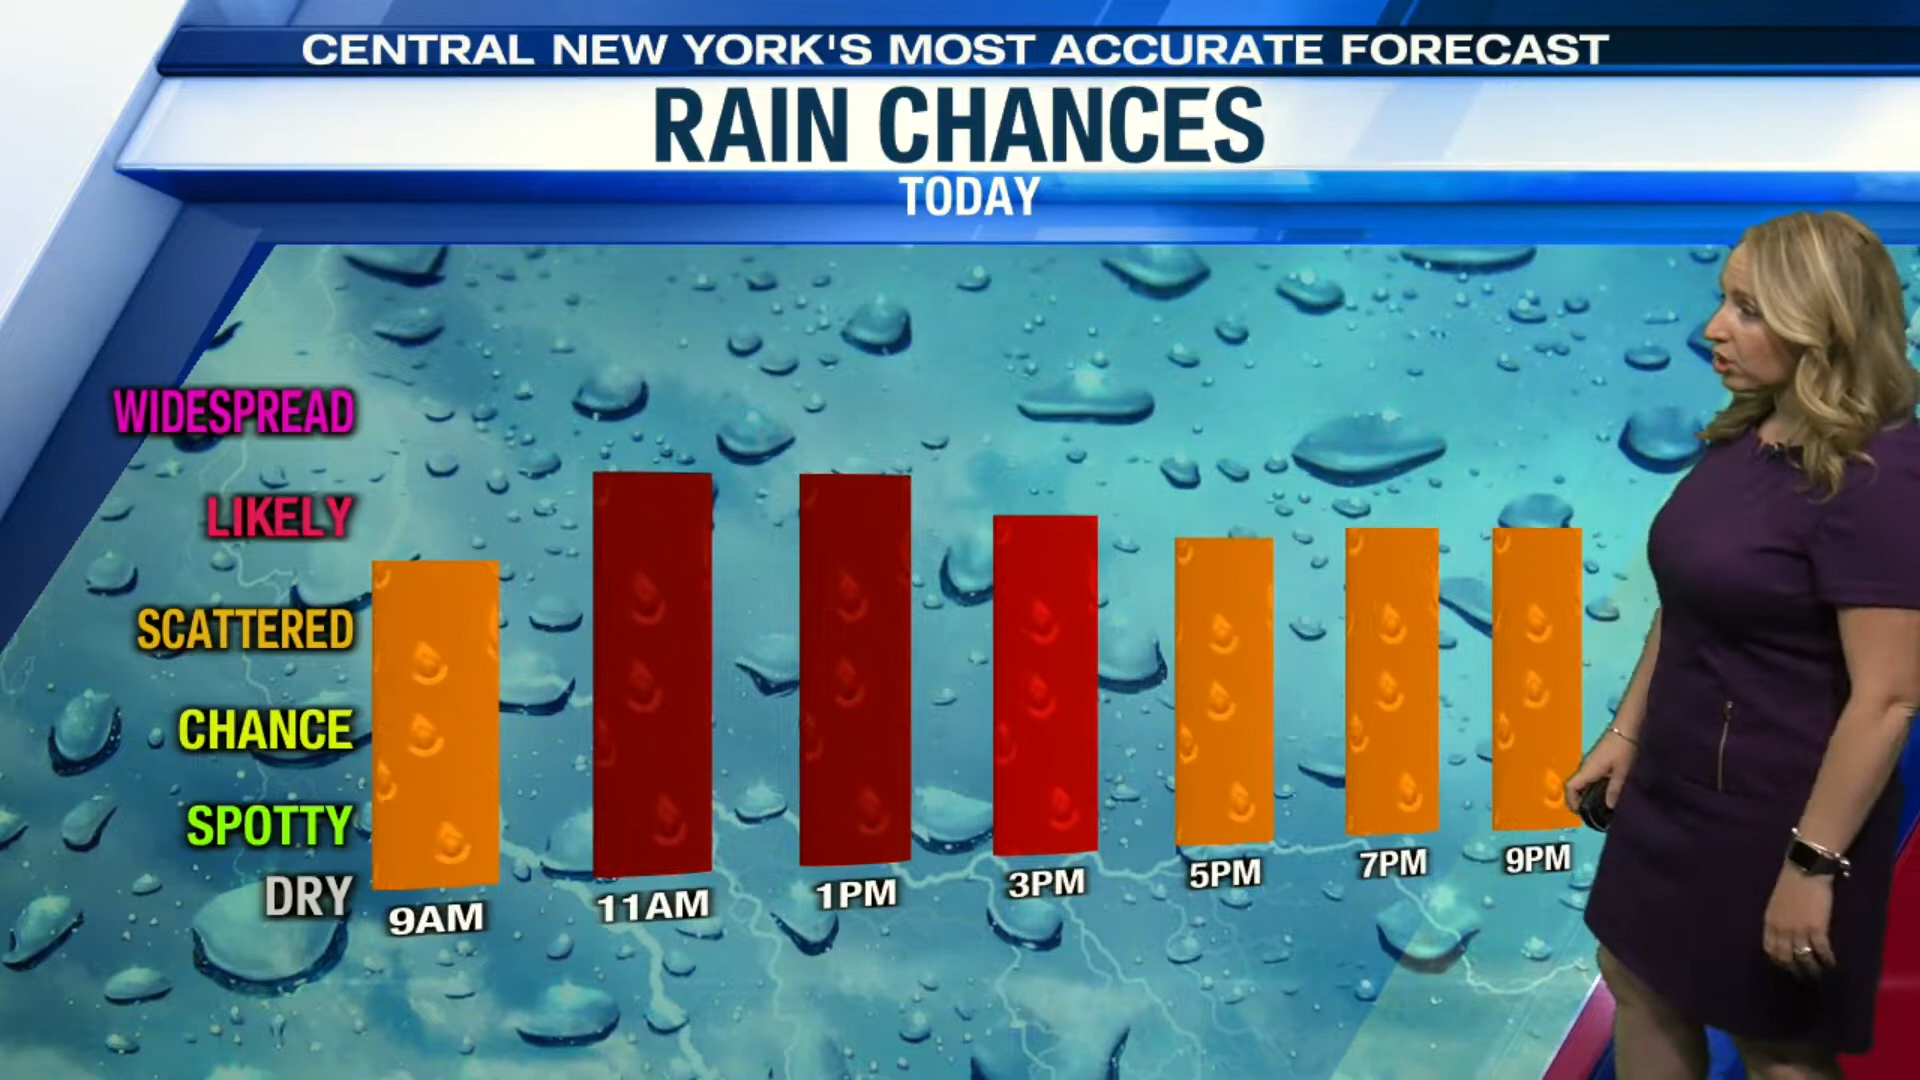 CENTRAL NEW YORK'S MOST ACCURATE FORECAST
RAIN CHANCES
TODAY
WIDESPREAD
LIKELY
SCATTERED
CHANCE
SPOTTY
DRY
9AM 11AM 1PM 3PM 5PM 7PM 9PM